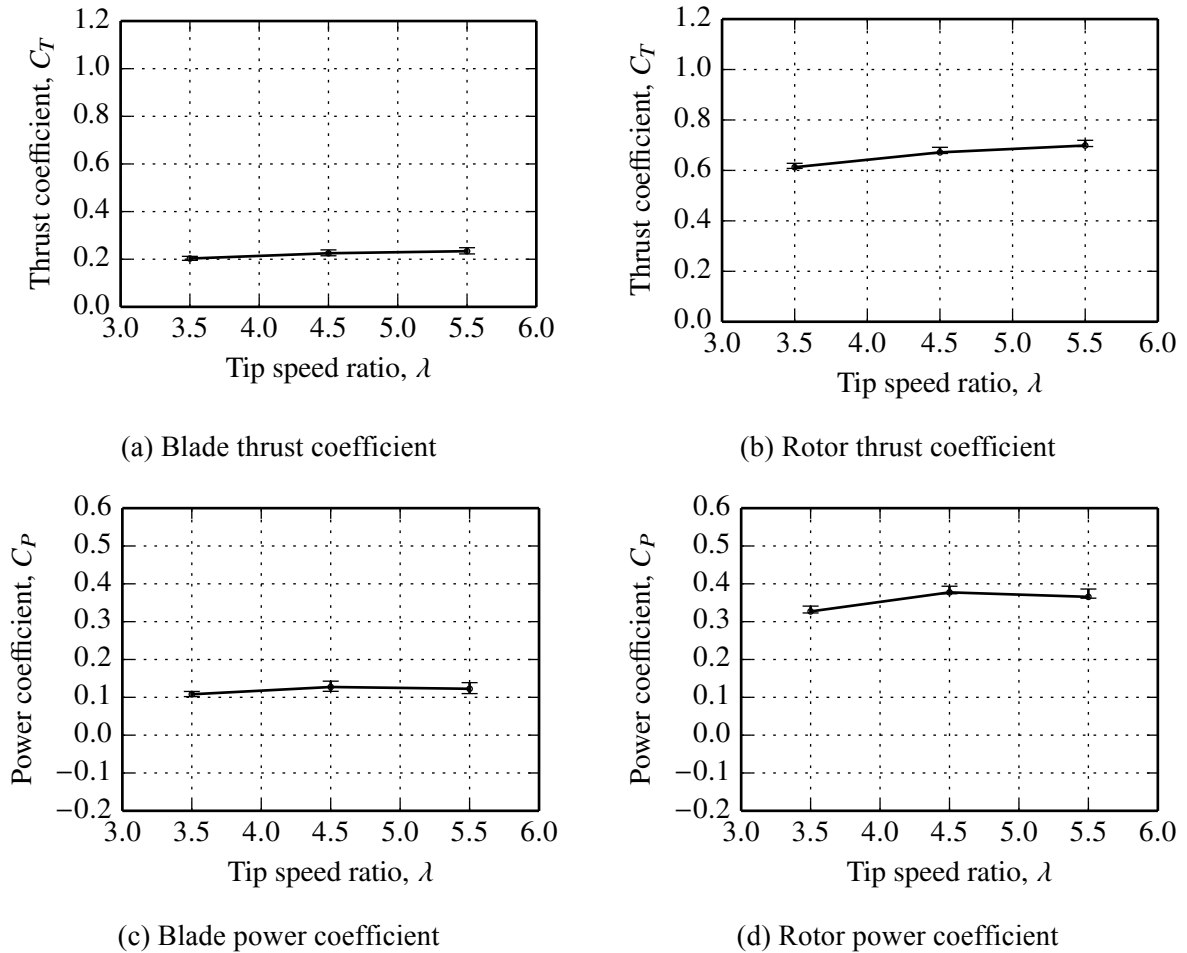 Thrust coefficient, C_T
1.2
1.0
0.8
0.6
0.4
0.2
0.0
3.0 3.5 4.0 4.5 5.0 5.5 6.0
Tip speed ratio, λ
(a) Blade thrust coefficient
Thrust coefficient, C_T
1.2
1.0
0.8
0.6
0.4
0.2
0.0
3.0 3.5 4.0 4.5 5.0 5.5 6.0
Tip speed ratio, λ
(b) Rotor thrust coefficient
Power coefficient, C_P
0.6
0.5
0.4
0.3
0.2
0.1
0.0
−0.1
−0.2
3.0 3.5 4.0 4.5 5.0 5.5 6.0
Tip speed ratio, λ
(c) Blade power coefficient
Power coefficient, C_P
0.6
0.5
0.4
0.3
0.2
0.1
0.0
−0.1
−0.2
3.0 3.5 4.0 4.5 5.0 5.5 6.0
Tip speed ratio, λ
(d) Rotor power coefficient